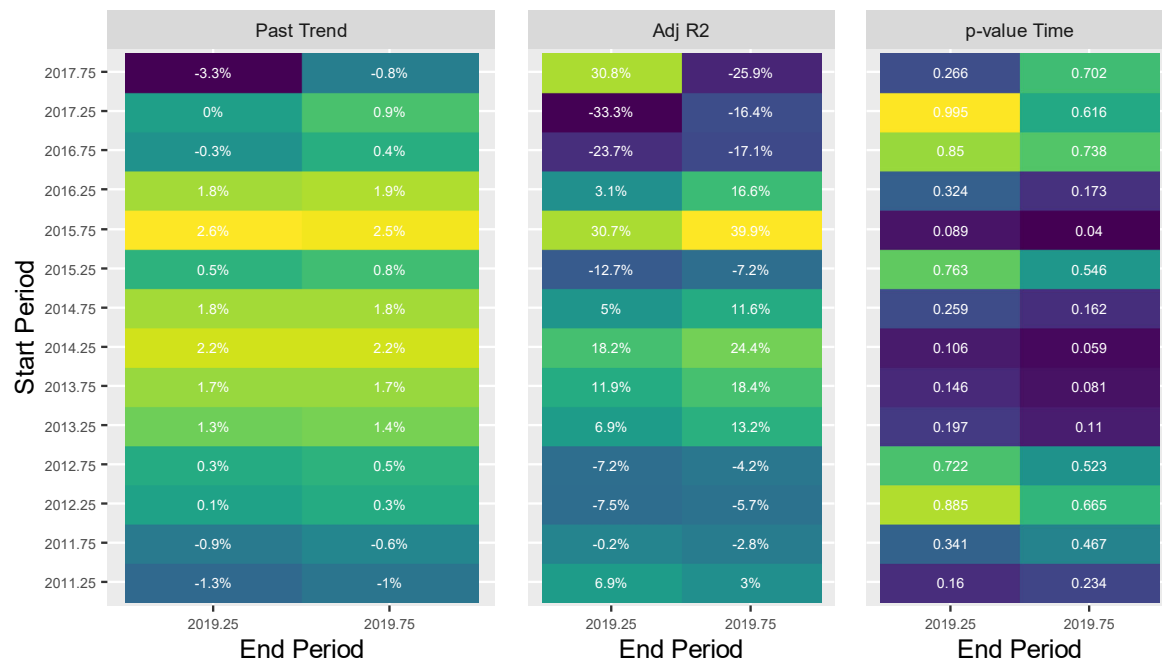 Past Trend Adj R2 p-value Time
2017.75 -3.3% -0.8% 30.8% -25.9% 0.266 0.702
2017.25 0% 0.9% -33.3% -16.4% 0.995 0.616
2016.75 -0.3% 0.4% -23.7% -17.1% 0.85 0.738
2016.25 1.8% 1.9% 3.1% 16.6% 0.324 0.173
2015.75 2.6% 2.5% 30.7% 39.9% 0.089 0.04
2015.25 0.5% 0.8% -12.7% -7.2% 0.763 0.546
2014.75 1.8% 1.8% 5% 11.6% 0.259 0.162
2014.25 2.2% 2.2% 18.2% 24.4% 0.106 0.059
2013.75 1.7% 1.7% 11.9% 18.4% 0.146 0.081
2013.25 1.3% 1.4% 6.9% 13.2% 0.197 0.11
2012.75 0.3% 0.5% -7.2% -4.2% 0.722 0.523
2012.25 0.1% 0.3% -7.5% -5.7% 0.885 0.665
2011.75 -0.9% -0.6% -0.2% -2.8% 0.341 0.467
2011.25 -1.3% -1% 6.9% 3% 0.16 0.234
Start Period
2019.25 2019.75 2019.25 2019.75 2019.25 2019.75
End Period End Period End Period